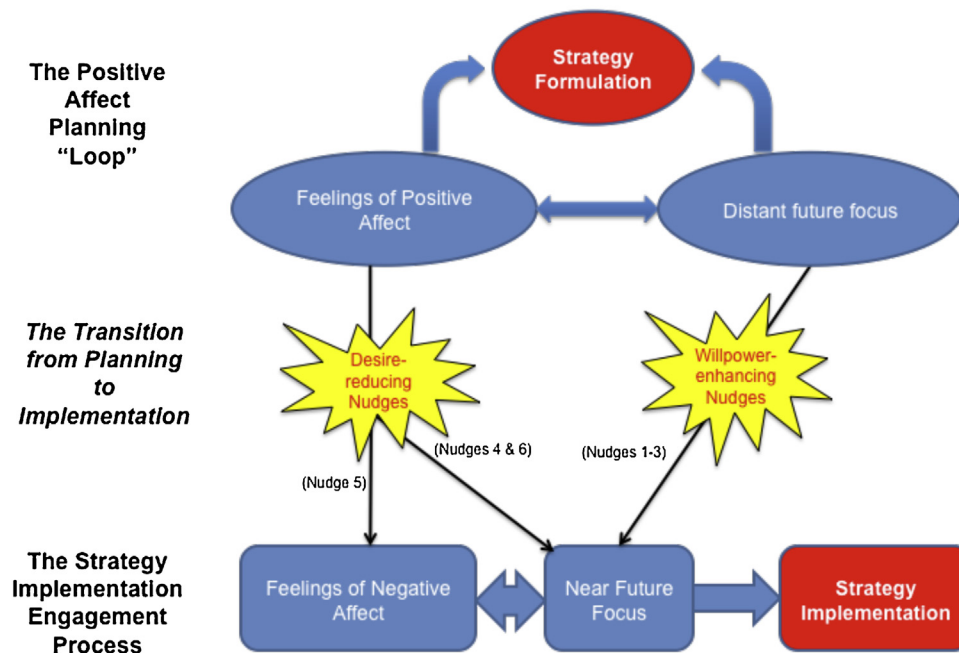 The Positive
Affect
Planning
“Loop”
Strategy
Formulation
Feelings of Positive
Affect
Distant future focus
The Transition
from Planning
to
Implementation
Desire-
reducing
Nudges
Willpower-
enhancing
Nudges
(Nudge 5)
(Nudges 4 & 6)
(Nudges 1-3)
The Strategy
Implementation
Engagement
Process
Feelings of Negative
Affect
Near Future
Focus
Strategy
Implementation